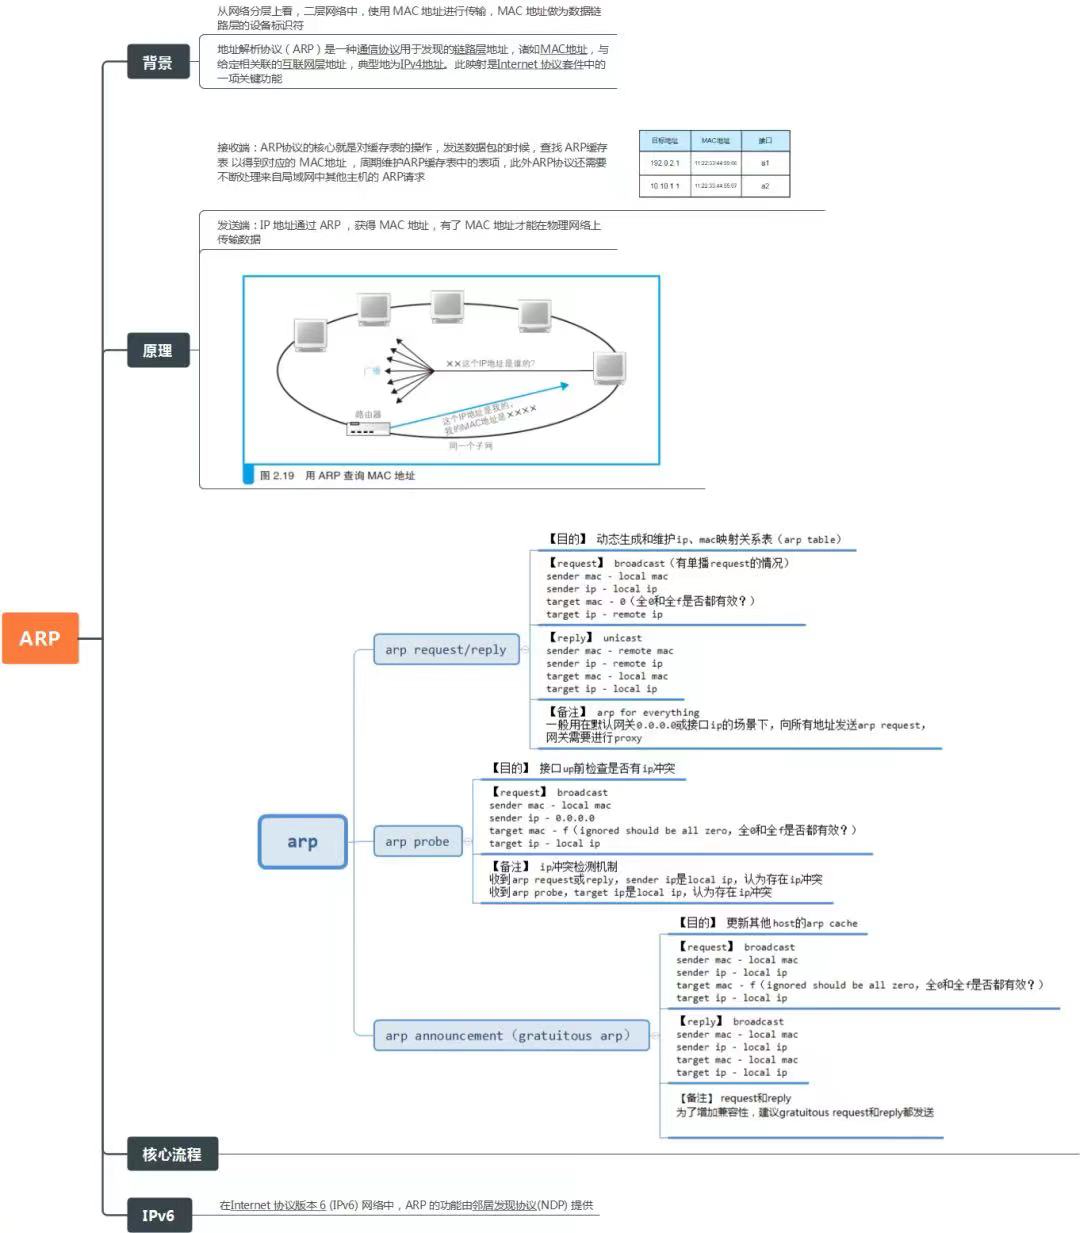 从网络分层上看，二层网络中，使用 MAC 地址进行传输，MAC 地址做为数据链
路层的设备标识符
背景
地址解析协议（ARP）是一种通信协议用于发现的链路层地址，诸如MAC地址，与
给定相关联的互联网层地址，典型地为IPv4地址。此映射是Internet 协议套件中的
一项关键功能
接收端：ARP协议的核心就是对缓存表的操作，发送数据包的时候，查找 ARP缓存
表 以得到对应的 MAC地址 ，周期维护ARP缓存表中的表项，此外ARP协议还需要
不断处理来自局域网中其他主机的 ARP请求
目标地址 MAC地址 接口
192.0.2.1 a1
10.10.1.1 a2
发送端：IP 地址通过 ARP ，获得 MAC 地址，有了 MAC 地址才能在物理网络上
传输数据
原理
××这个IP地址是谁的?
广播
路由器
这个IP地址是我的，
我的MAC地址是××××
同一个子网
图 2.19 用 ARP 查询 MAC 地址
ARP
arp
arp request/reply
【目的】 动态生成和维护ip、mac映射关系表（arp table）
【request】 broadcast（有单播request的情况）
sender mac - local mac
sender ip - local ip
target mac - 0（全0和全f是否都有效？）
target ip - remote ip
【reply】 unicast
sender mac - remote mac
sender ip - remote ip
target mac - local mac
target ip - local ip
【备注】 arp for everything
一般用在默认网关0.0.0.0或接口ip的场景下，向所有地址发送arp request，
网关需要进行proxy
arp probe
【目的】 接口up前检查是否有ip冲突
【request】 broadcast
sender mac - local mac
sender ip - 0.0.0.0
target mac - f（ignored should be all zero，全0和全f是否都有效？）
target ip - local ip
【备注】 ip冲突检测机制
收到arp request或reply，sender ip是local ip，认为存在ip冲突
收到arp probe，target ip是local ip，认为存在ip冲突
arp announcement（gratuitous arp）
【目的】 更新其他host的arp cache
【request】 broadcast
sender mac - local mac
sender ip - local ip
target mac - f（ignored should be all zero，全0和全f是否都有效？）
target ip - local ip
【reply】 broadcast
sender mac - local mac
sender ip - local ip
target mac - local mac
target ip - local ip
【备注】 request和reply
为了增加兼容性，建议gratuitous request和reply都发送
核心流程
IPv6
在Internet 协议版本 6 (IPv6) 网络中，ARP 的功能由邻居发现协议(NDP) 提供